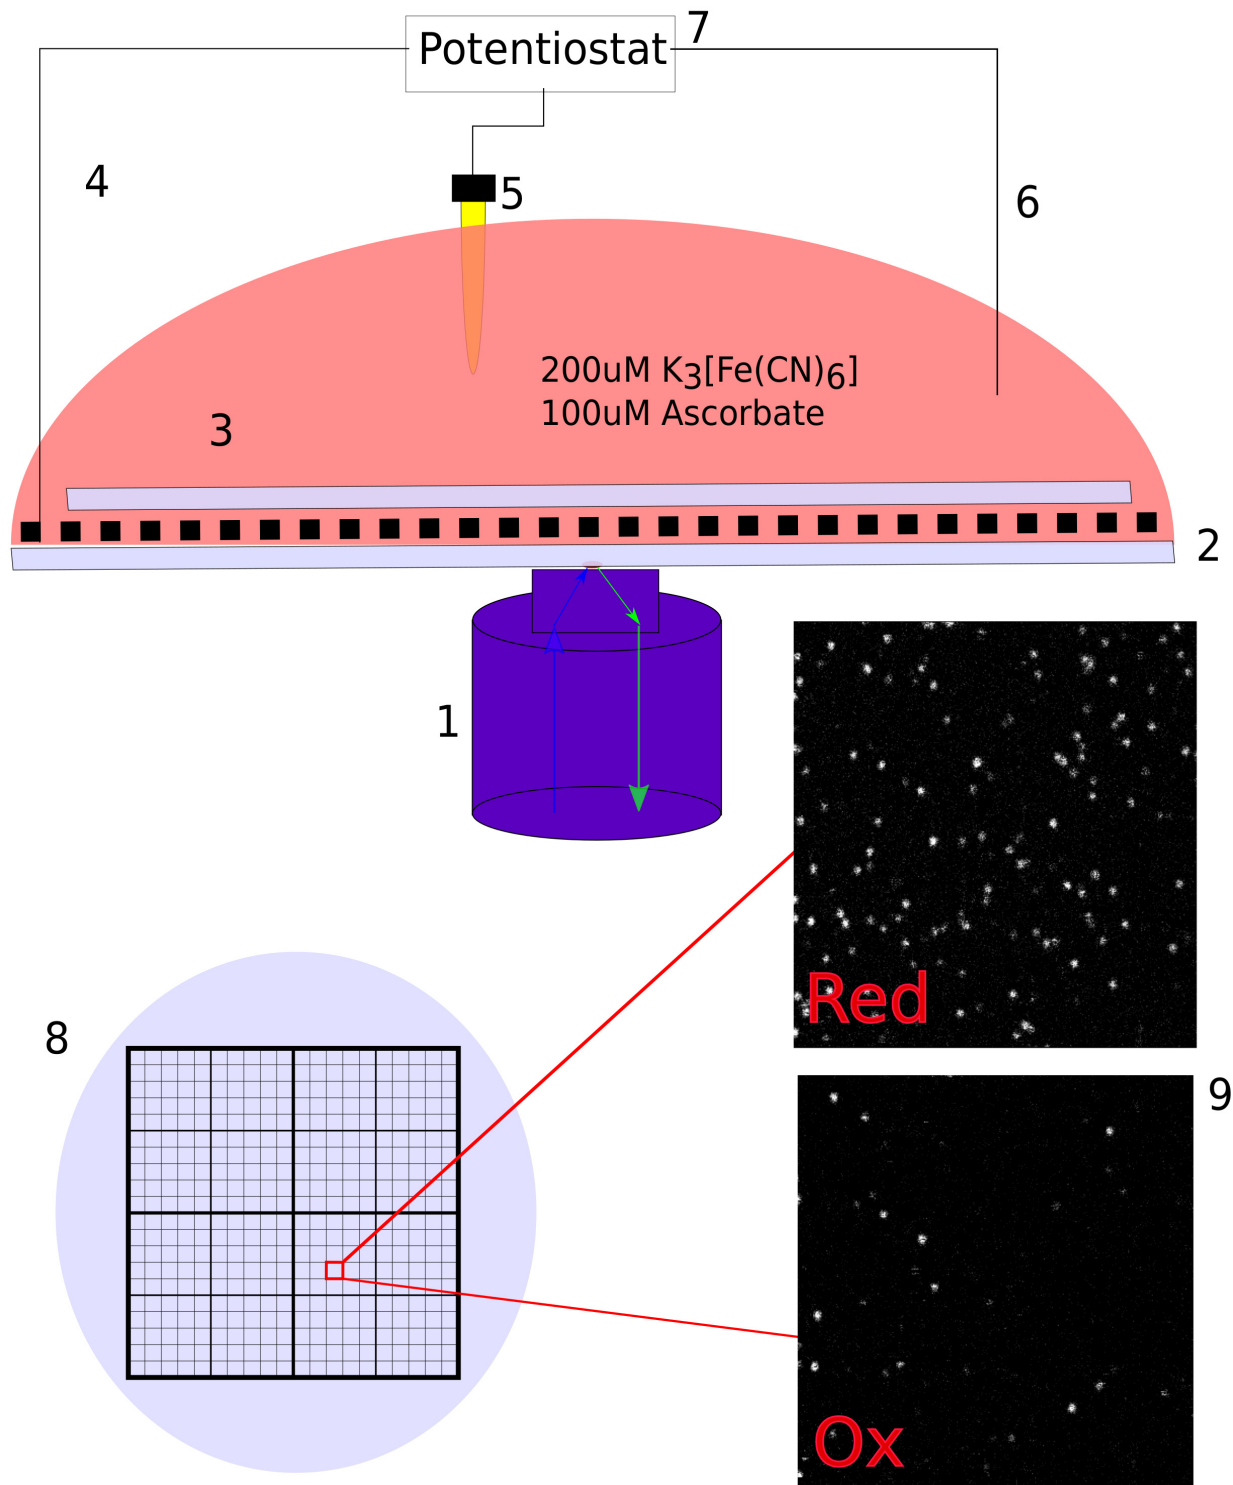 7
Potentiostat
4
5
6
200uM K3[Fe(CN)6]
100uM Ascorbate
3
2
1
Red
8
9
Ox